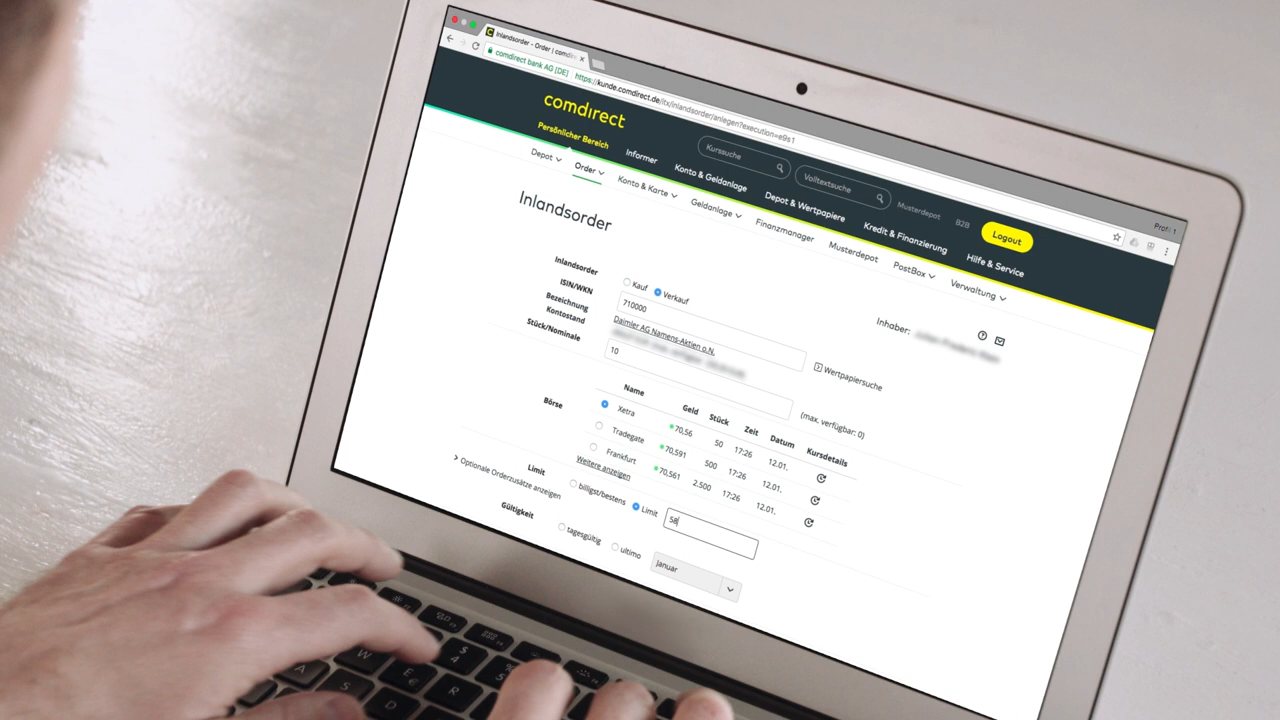 Inlandsorder - Order | comdire
comdirect bank AG [DE] https://kunde.comdirect.de/itx/inlandsorder/anlegen?execution=e9s1
Profil 1
comdirect
Kurssuche
Volltextsuche
Musterdepot
B2B
Logout
Persönlicher Bereich
Informer
Konto & Geldanlage
Depot & Wertpapiere
Kredit & Finanzierung
Hilfe & Service
Depot
Order
Konto & Karte
Geldanlage
Finanzmanager
Musterdepot
PostBox
Verwaltung
Inlandsorder
Inhaber:
Inlandsorder Kauf Verkauf
ISIN/WKN 710000 Wertpapiersuche
Bezeichnung Daimler AG Namens-Aktien o.N.
Kontostand
Stück/Nominale 10 (max. verfügbar: 0)
Name Geld Stück Zeit Datum Kursdetails
Börse Xetra 70,56 50 17:26 12.01.
Tradegate 70,591 500 17:26 12.01.
Frankfurt 70,561 2.500 17:26 12.01.
Weitere anzeigen
Limit billigst/bestens Limit 58
> Optionale Orderzusätze anzeigen
Gültigkeit tagesgültig ultimo Januar
$
4
%
5
W
E
€
R
A
S
D